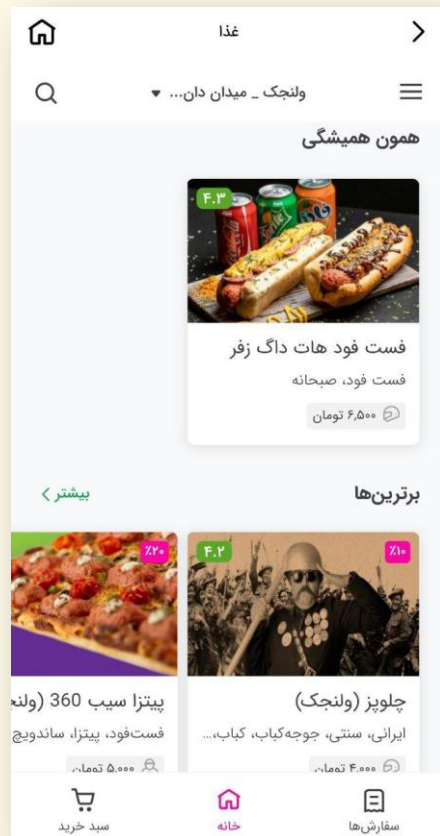 غذا
ولنجک _ میدان دان...
همون همیشگی
۴.۳
فست فود هات داگ زفر
فست فود، صبحانه
۶,۵۰۰ تومان
برترین‌ها
بیشتر
٪۱۰
۴.۲
٪۲۰
چلوپز (ولنجک)
پیتزا سیب 360 (ولنج
ایرانی، سنتی، جوجه‌کباب، کباب،...
فست‌فود، پیتزا، ساندویچ
۴,۰۰۰ تومان
۵,۰۰۰ تومان
سفارش‌ها
خانه
سبد خرید